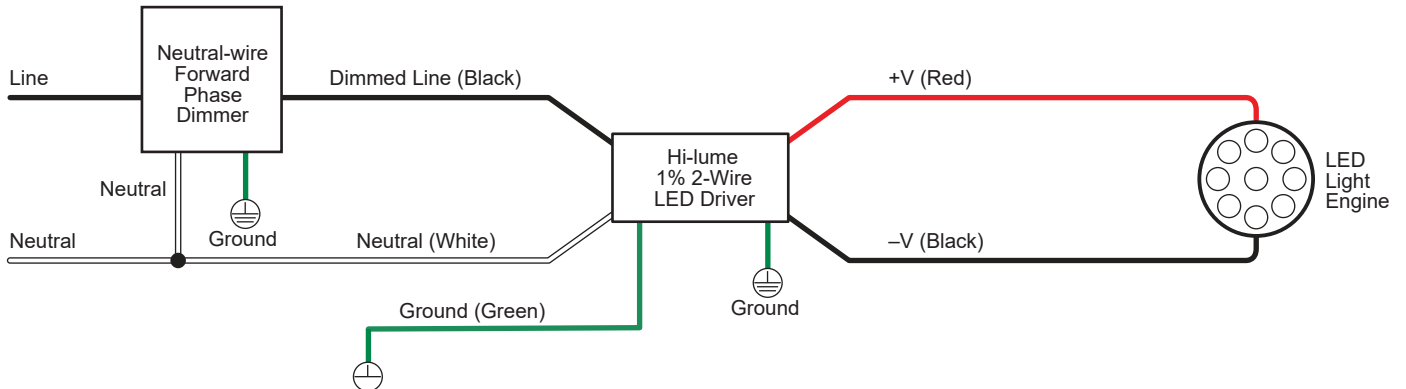 Neutral-wire
Forward
Phase
Dimmer
Line
Dimmed Line (Black)
+V (Red)
Hi-lume
1% 2-Wire
LED Driver
LED
Light
Engine
Neutral
Ground
Neutral
Neutral (White)
–V (Black)
Ground (Green)
Ground